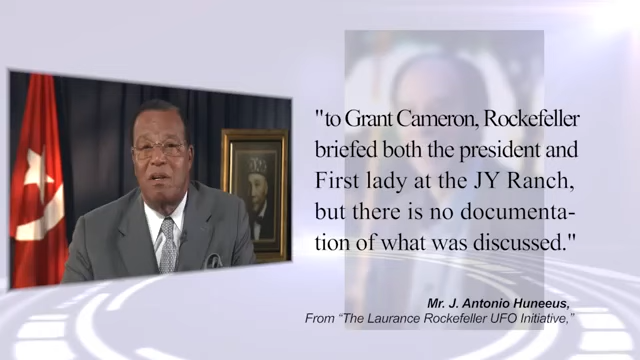 "to Grant Cameron, Rockefeller
briefed both the president and
First lady at the JY Ranch,
but there is no documenta-
tion of what was discussed."
Mr. J. Antonio Huneeus,
From “The Laurance Rockefeller UFO Initiative,”